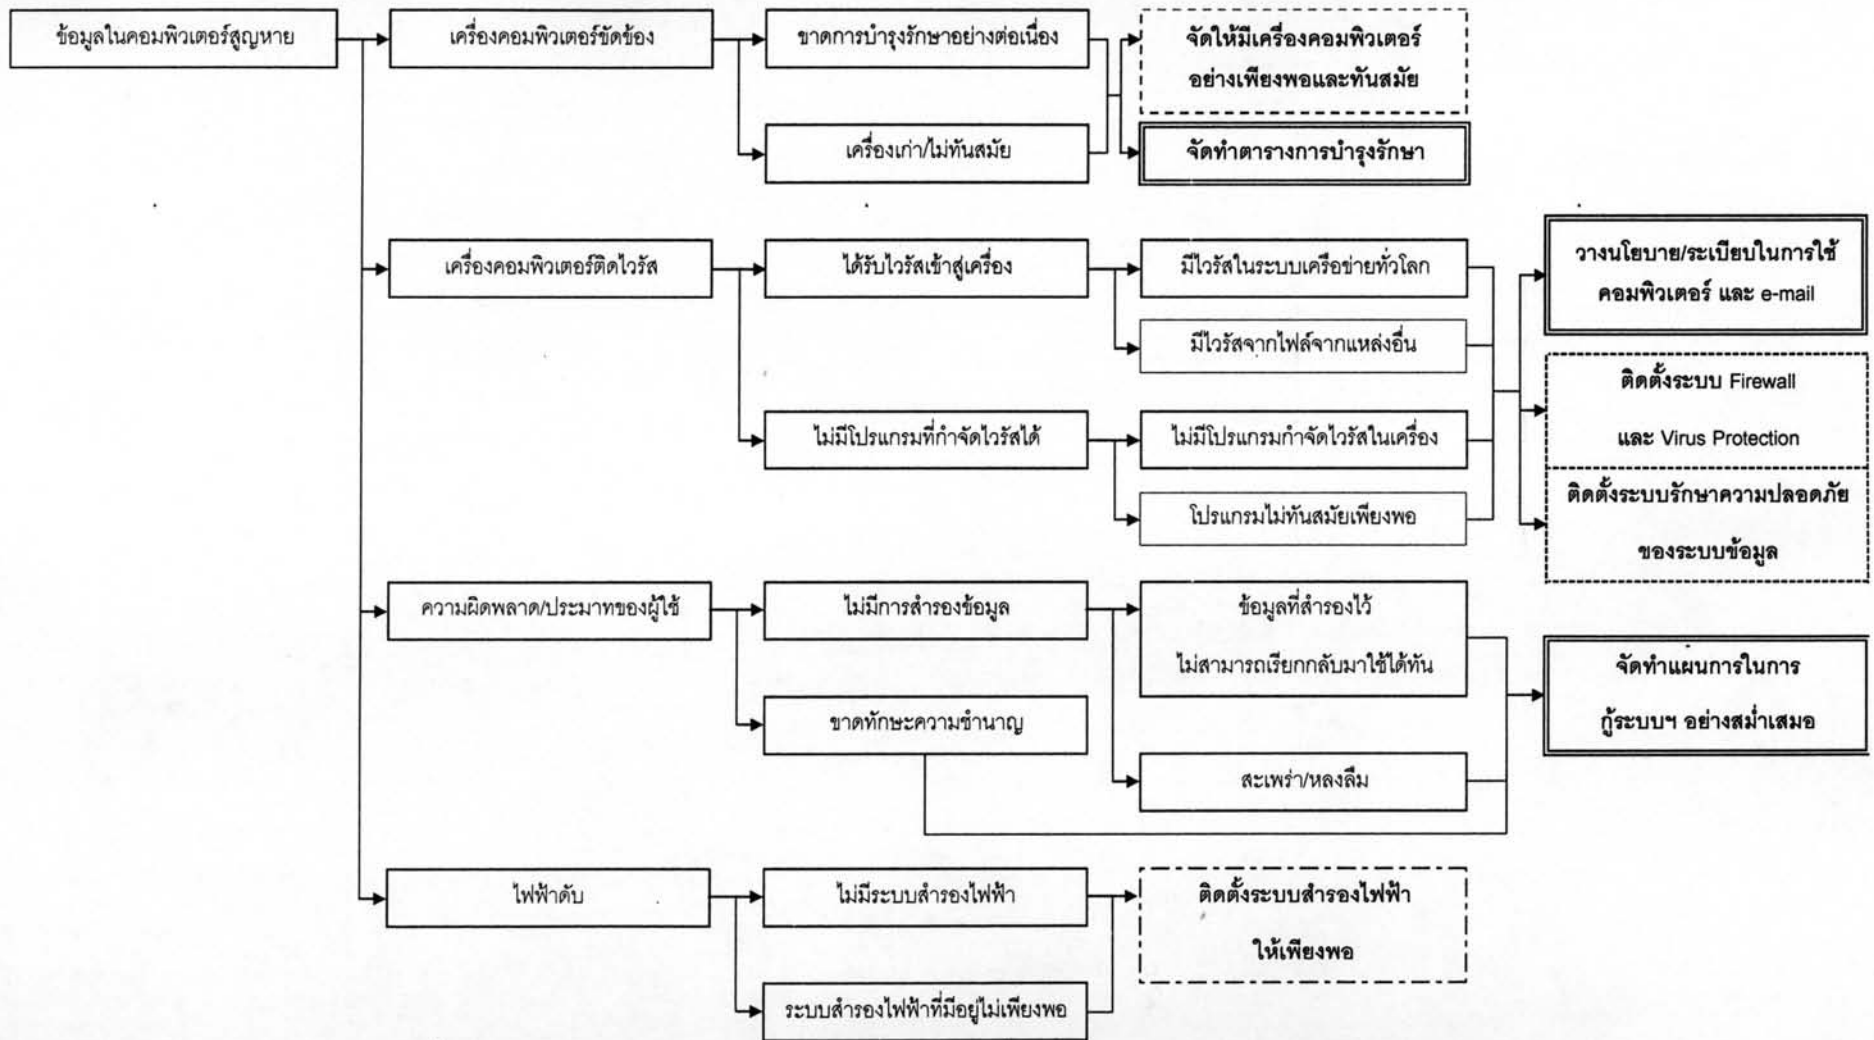 ข้อมูลในคอมพิวเตอร์สูญหาย
เครื่องคอมพิวเตอร์ขัดข้อง
ขาดการบำรุงรักษาอย่างต่อเนื่อง
จัดให้มีเครื่องคอมพิวเตอร์
อย่างเพียงพอและทันสมัย
เครื่องเก่า/ไม่ทันสมัย
จัดทำตารางการบำรุงรักษา
เครื่องคอมพิวเตอร์ติดไวรัส
ได้รับไวรัสเข้าสู่เครื่อง
มีไวรัสในระบบเครือข่ายทั่วโลก
วางนโยบาย/ระเบียบในการใช้
คอมพิวเตอร์ และ e-mail
มีไวรัสจากไฟล์จากแหล่งอื่น
ไม่มีโปรแกรมที่กำจัดไวรัสได้
ไม่มีโปรแกรมกำจัดไวรัสในเครื่อง
ติดตั้งระบบ Firewall
และ Virus Protection
โปรแกรมไม่ทันสมัยเพียงพอ
ติดตั้งระบบรักษาความปลอดภัย
ของระบบข้อมูล
ความผิดพลาด/ประมาทของผู้ใช้
ไม่มีการสำรองข้อมูล
ข้อมูลที่สำรองไว้
ไม่สามารถเรียกกลับมาใช้ได้ทัน
จัดทำแผนการในการ
กู้ระบบฯ อย่างสม่ำเสมอ
ขาดทักษะความชำนาญ
สะเพร่า/หลงลืม
ไฟฟ้าดับ
ไม่มีระบบสำรองไฟฟ้า
ติดตั้งระบบสำรองไฟฟ้า
ให้เพียงพอ
ระบบสำรองไฟฟ้าที่มีอยู่ไม่เพียงพอ